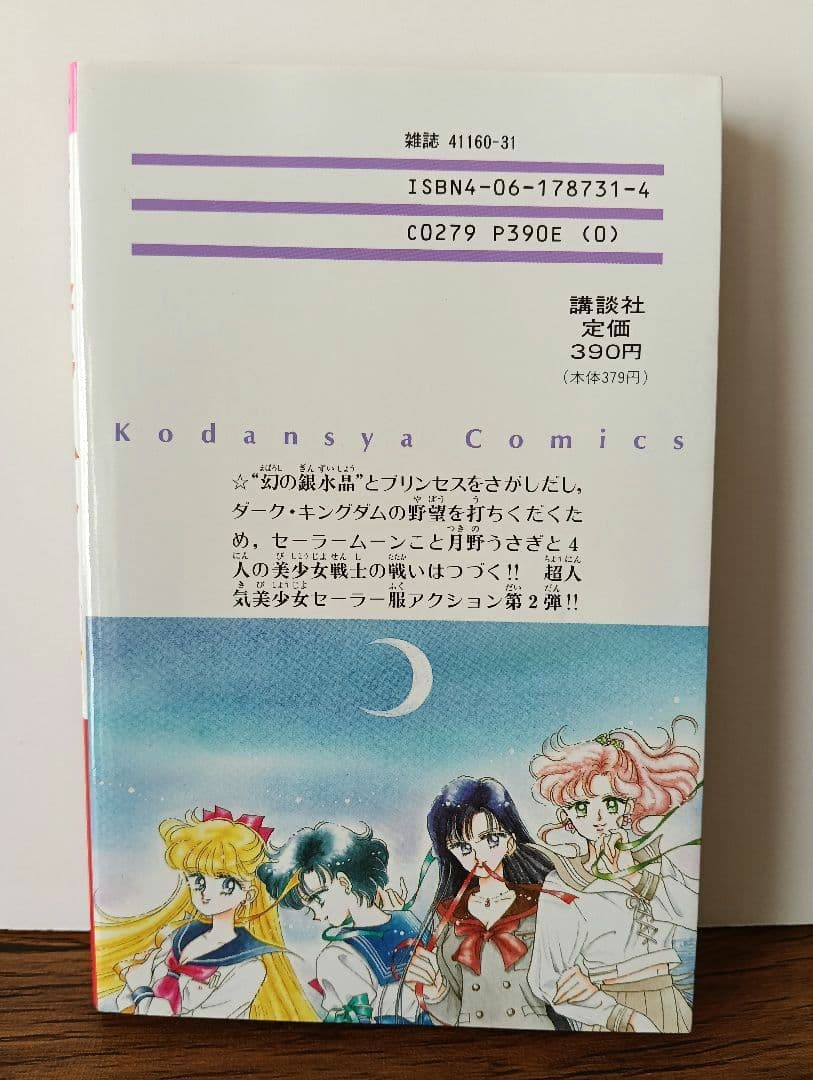 雑誌 41160-31
ISBN4-06-178731-4
C0279 P390E (0)
講談社
定価
390円
(本体379円)
Kodansya Comics
☆“幻の銀水晶”とプリンセスをさがしだし,
ダーク・キングダムの野望を打ちくだくた
め,セーラームーンこと月野うさぎと4
人の美少女戦士の戦いはつづく!! 超人
気美少女セーラー服アクション第2弾!!